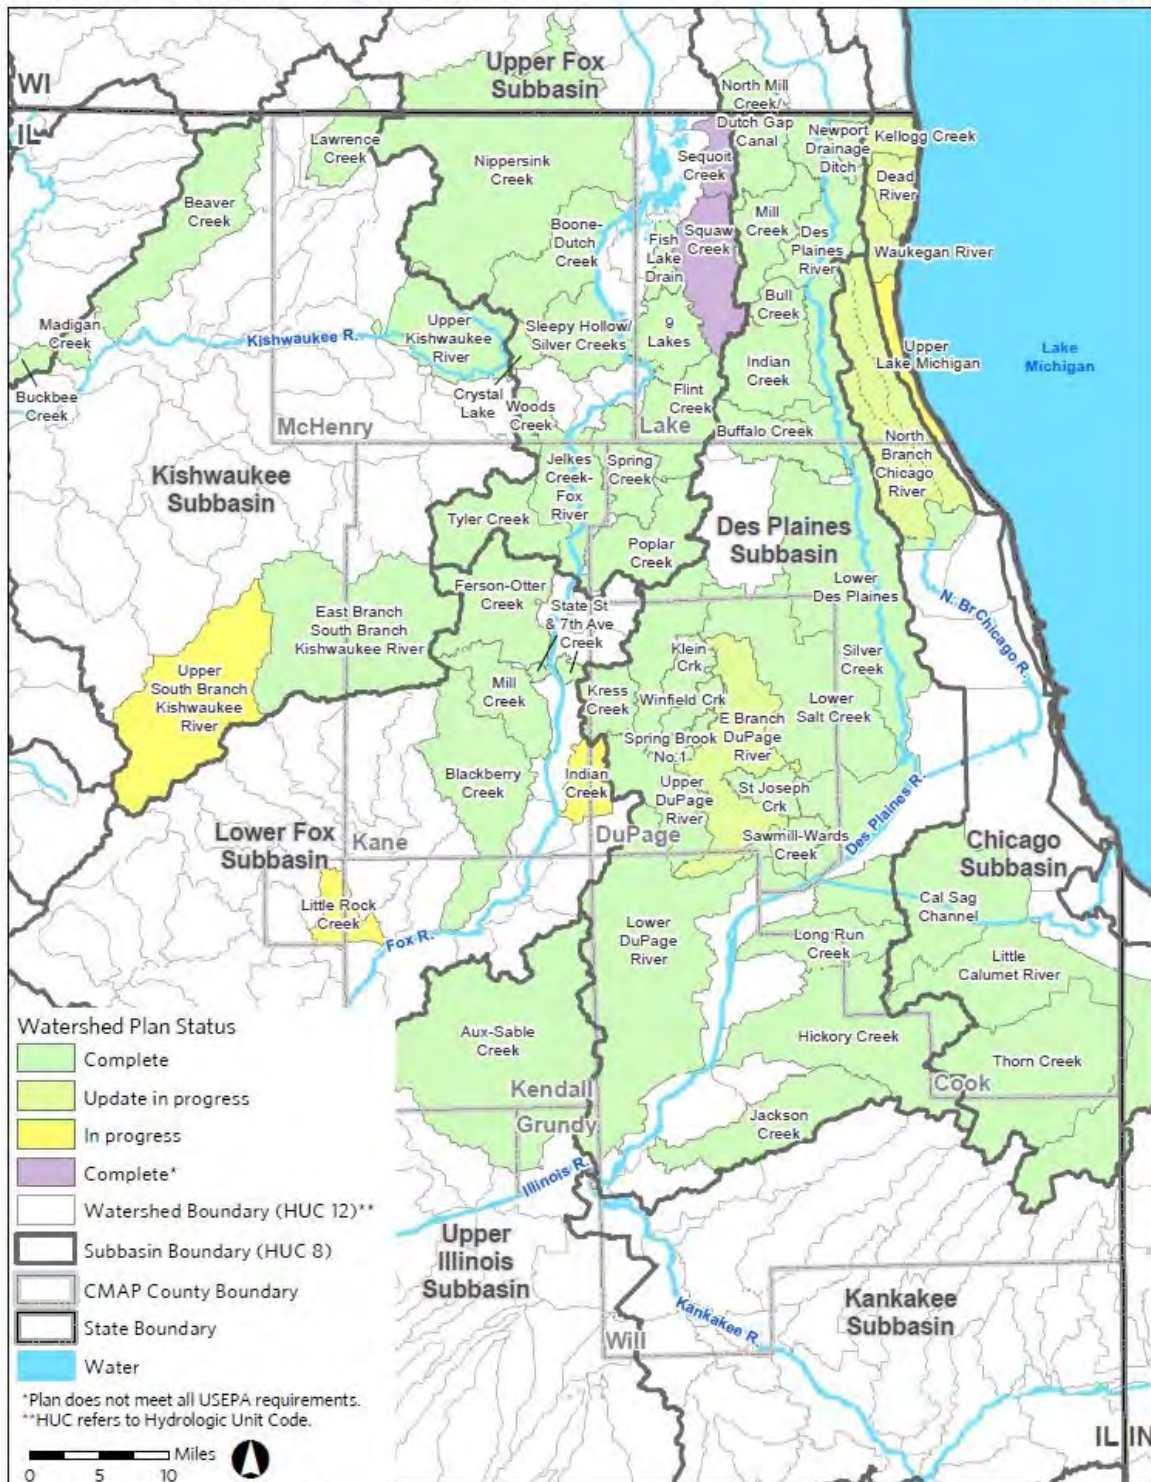 Upper Fox
Subbasin
WI
IL
North Mill
Creek/
Dutch Gap
Canal
Newport
Drainage
Ditch
Kellogg Creek
Lawrence
Creek
Nippersink
Creek
Sequoit
Creek
Dead
River
Beaver
Creek
Boone-
Dutch
Creek
Fish
Lake
Drain
Squaw
Creek
Mill
Creek
Des
Plaines
River
Waukegan River
Bull
Creek
Madigan
Creek
Kishwaukee R.
Upper
Kishwaukee
River
Sleepy Hollow/
Silver Creeks
9
Lakes
Indian
Creek
Upper
Lake Michigan
Lake
Michigan
Buckbee
Creek
Crystal
Lake
Woods
Creek
Flint
Creek
McHenry
Lake
Buffalo Creek
North
Branch
Chicago
River
Kishwaukee
Subbasin
Jelkes
Creek-
Fox
River
Spring
Creek
Tyler Creek
Poplar
Creek
Des Plaines
Subbasin
Ferson-Otter
Creek
State St
& 7th Ave
Creek
Lower
Des Plaines
N. Br Chicago R.
East Branch
South Branch
Kishwaukee River
Upper
South Branch
Kishwaukee
River
Mill
Creek
Kress
Creek
Klein
Crk
Winfield Crk
Silver
Creek
Lower
Salt Creek
Spring Brook
No.1
E Branch
DuPage
River
Blackberry
Creek
Indian
Creek
Upper
DuPage
River
St Joseph
Crk
Des Plaines R.
Lower Fox
Subbasin
Kane
DuPage
Sawmill-Wards
Creek
Chicago
Subbasin
Little Rock
Creek
Fox R.
Lower
DuPage
River
Cal Sag
Channel
Long Run
Creek
Little
Calumet River
Aux-Sable
Creek
Hickory Creek
Thorn Creek
Kendall
Cook
Grundy
Jackson
Creek
Illinois R.
Upper
Illinois
Subbasin
Kankakee R.
Kankakee
Subbasin
Will
IL
IN
Watershed Plan Status
Complete
Update in progress
In progress
Complete*
Watershed Boundary (HUC 12)**
Subbasin Boundary (HUC 8)
CMAP County Boundary
State Boundary
Water
*Plan does not meet all USEPA requirements.
**HUC refers to Hydrologic Unit Code.
Miles
0 5 10